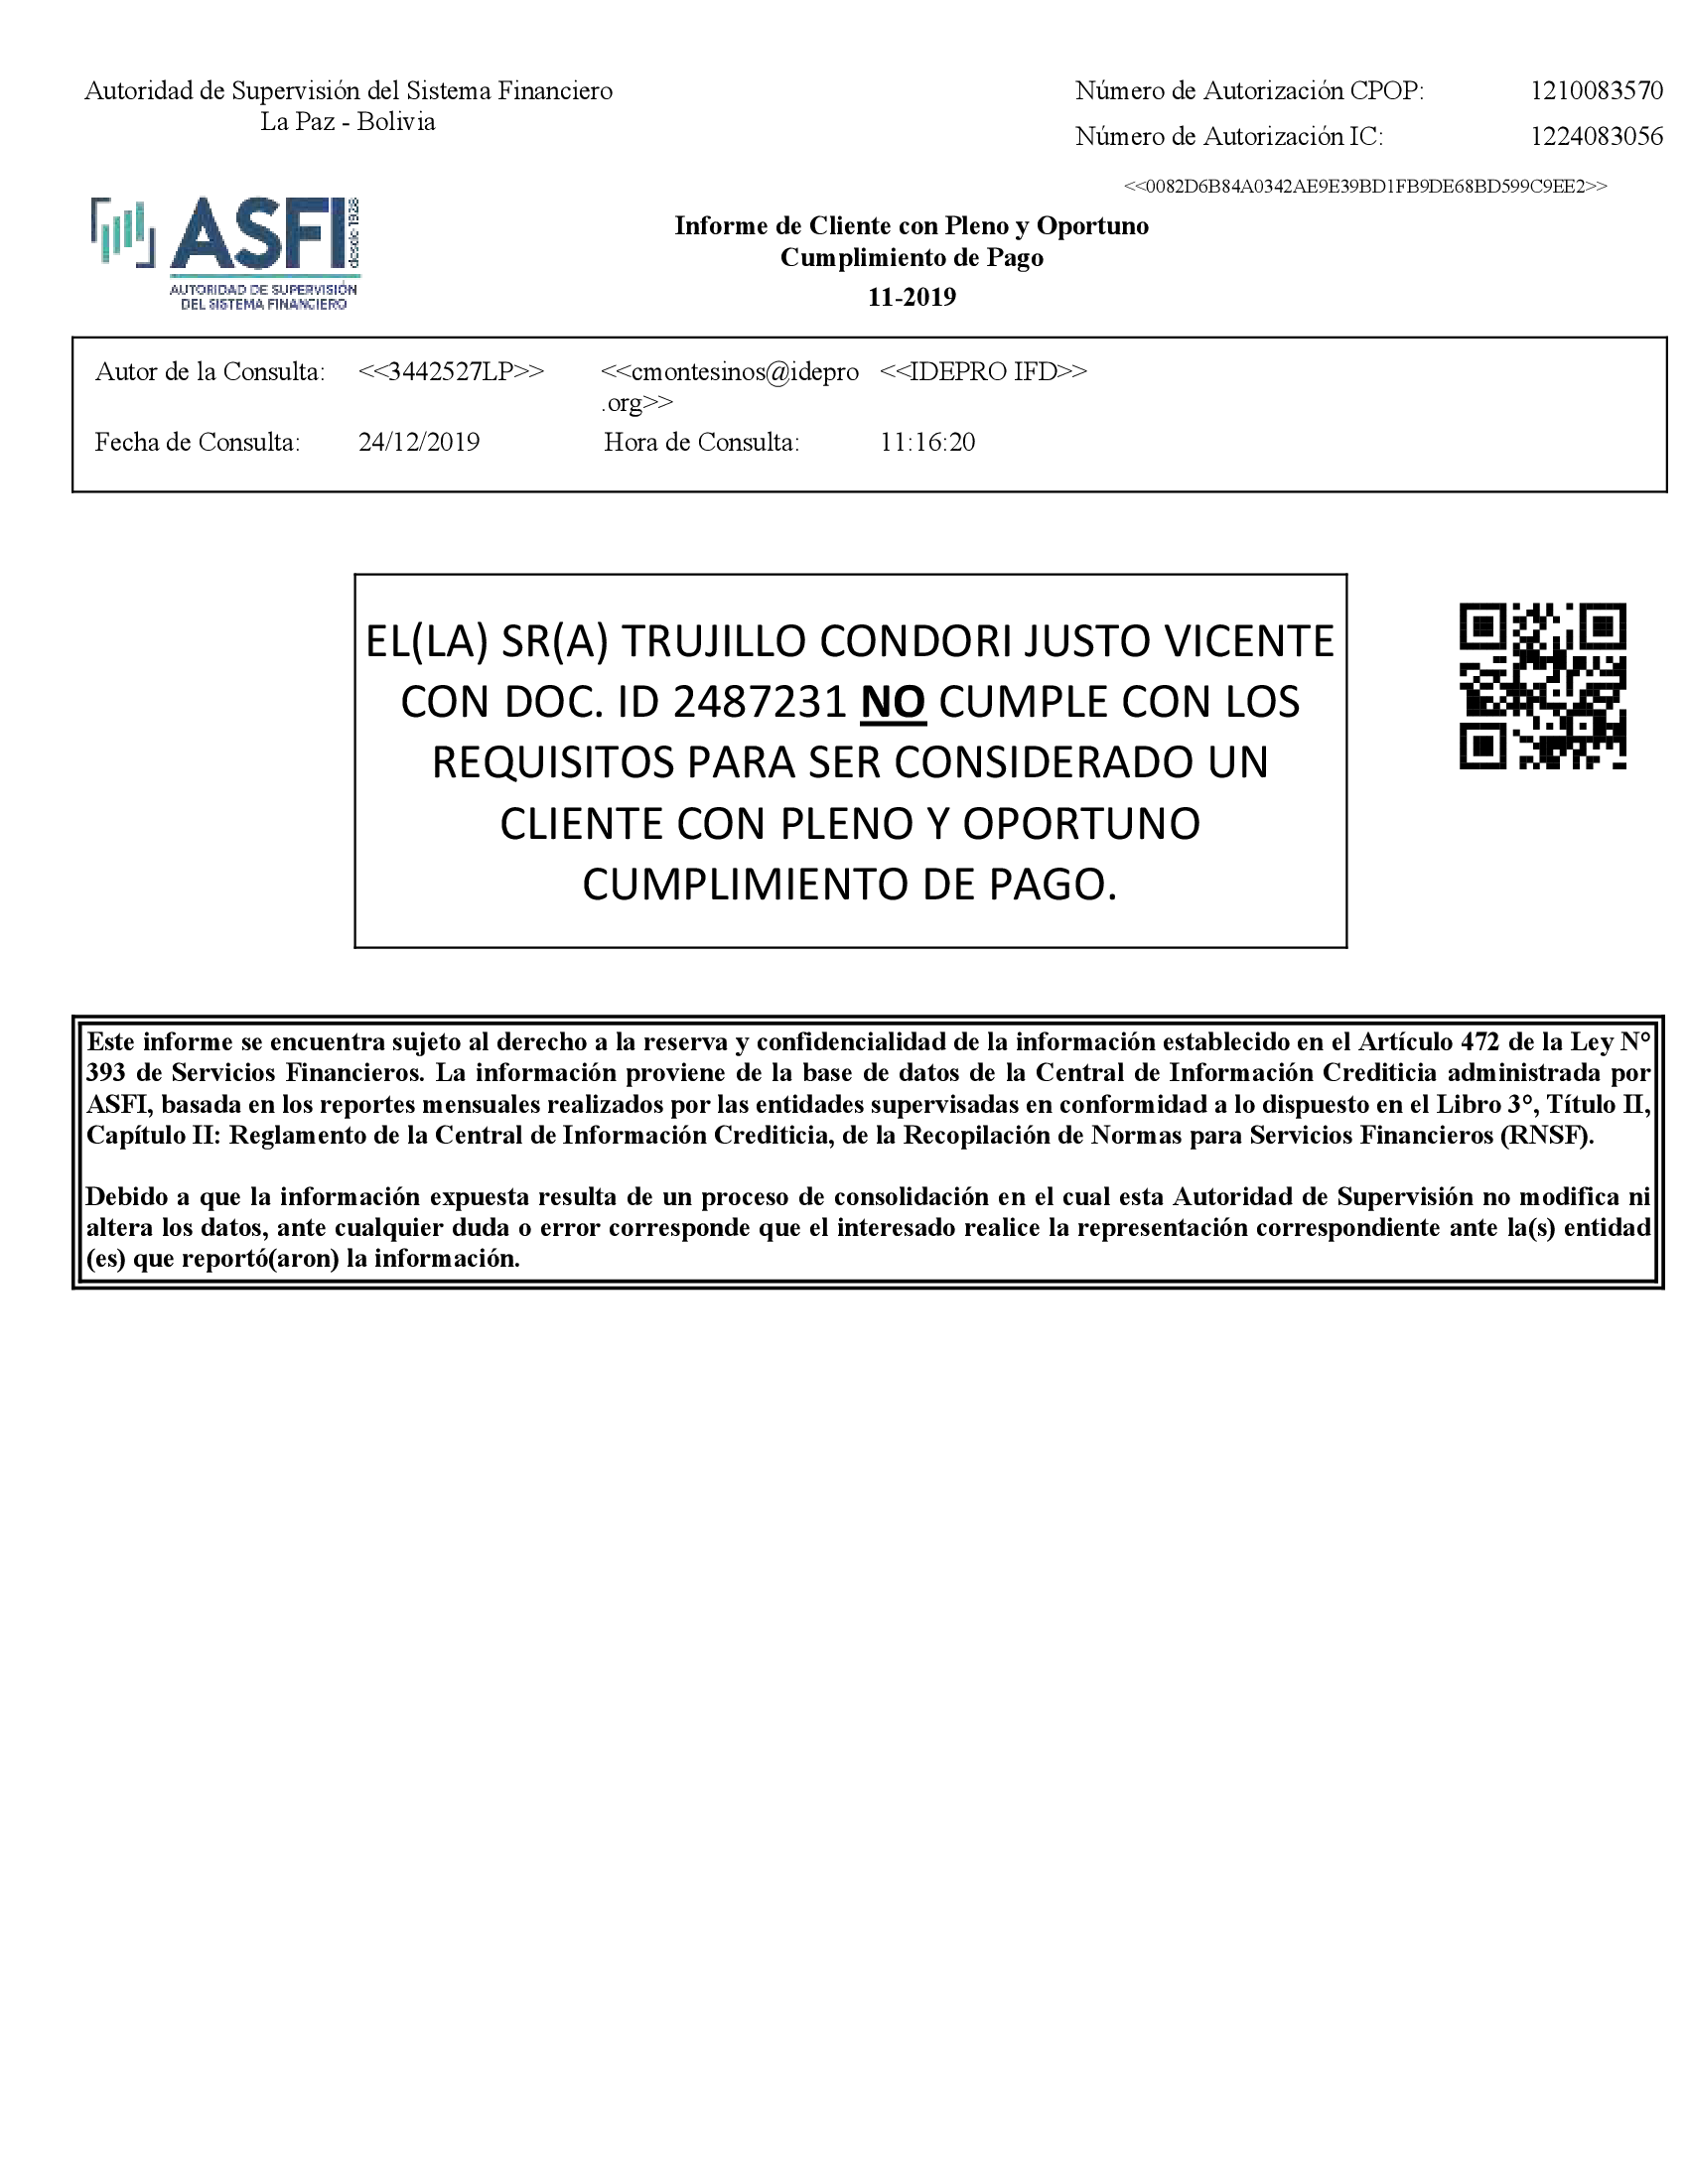 Autoridad de Supervisión del Sistema Financiero
La Paz - Bolivia
Número de Autorización CPOP: 1210083570
Número de Autorización IC: 1224083056
<<0082D6B84A0342AE9E39BD1FB9DE68BD599C9EE2>>
ASFI desde 1928
AUTORIDAD DE SUPERVISIÓN
DEL SISTEMA FINANCIERO
Informe de Cliente con Pleno y Oportuno
Cumplimiento de Pago
11-2019
Autor de la Consulta: <<3442527LP>> <<cmontesinos@idepro <<IDEPRO IFD>>
.org>>
Fecha de Consulta: 24/12/2019 Hora de Consulta: 11:16:20
EL(LA) SR(A) TRUJILLO CONDORI JUSTO VICENTE
CON DOC. ID 2487231 NO CUMPLE CON LOS
REQUISITOS PARA SER CONSIDERADO UN
CLIENTE CON PLENO Y OPORTUNO
CUMPLIMIENTO DE PAGO.
Este informe se encuentra sujeto al derecho a la reserva y confidencialidad de la información establecido en el Artículo 472 de la Ley N°
393 de Servicios Financieros. La información proviene de la base de datos de la Central de Información Crediticia administrada por
ASFI, basada en los reportes mensuales realizados por las entidades supervisadas en conformidad a lo dispuesto en el Libro 3°, Título II,
Capítulo II: Reglamento de la Central de Información Crediticia, de la Recopilación de Normas para Servicios Financieros (RNSF).
Debido a que la información expuesta resulta de un proceso de consolidación en el cual esta Autoridad de Supervisión no modifica ni
altera los datos, ante cualquier duda o error corresponde que el interesado realice la representación correspondiente ante la(s) entidad
(es) que reportó(aron) la información.